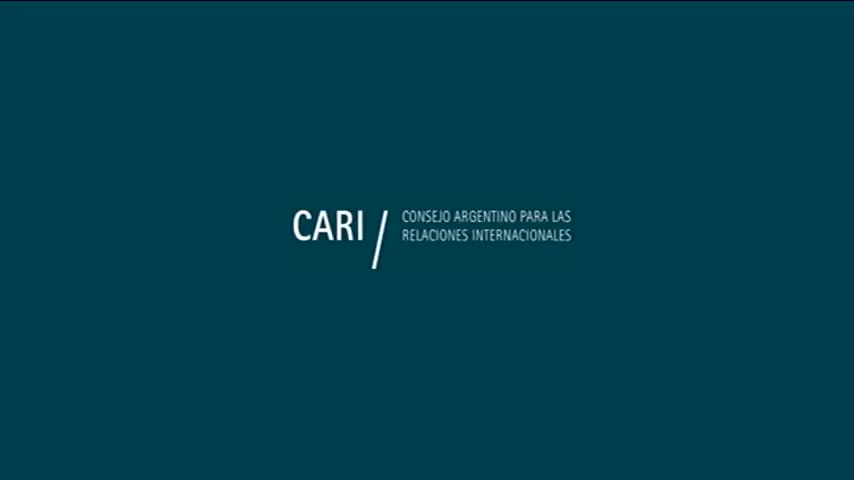 CARI /
CONSEJO ARGENTINO PARA LAS
RELACIONES INTERNACIONALES